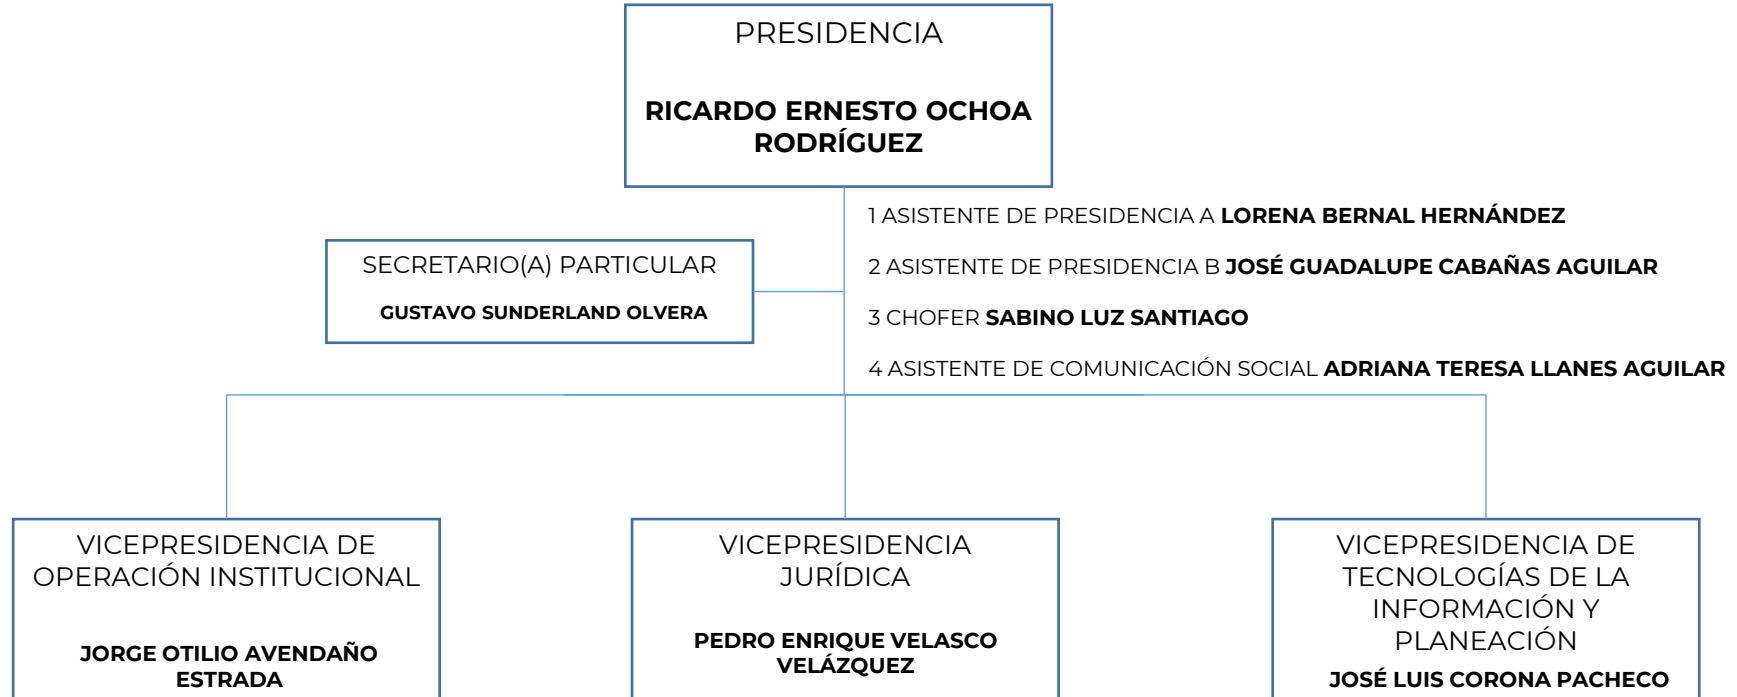 PRESIDENCIA
RICARDO ERNESTO OCHOA
RODRÍGUEZ
1 ASISTENTE DE PRESIDENCIA A LORENA BERNAL HERNÁNDEZ
SECRETARIO(A) PARTICULAR
GUSTAVO SUNDERLAND OLVERA
2 ASISTENTE DE PRESIDENCIA B JOSÉ GUADALUPE CABAÑAS AGUILAR
3 CHOFER SABINO LUZ SANTIAGO
4 ASISTENTE DE COMUNICACIÓN SOCIAL ADRIANA TERESA LLANES AGUILAR
VICEPRESIDENCIA DE
OPERACIÓN INSTITUCIONAL
JORGE OTILIO AVENDAÑO
ESTRADA
VICEPRESIDENCIA
JURÍDICA
PEDRO ENRIQUE VELASCO
VELÁZQUEZ
VICEPRESIDENCIA DE
TECNOLOGÍAS DE LA
INFORMACIÓN Y
PLANEACIÓN
JOSÉ LUIS CORONA PACHECO